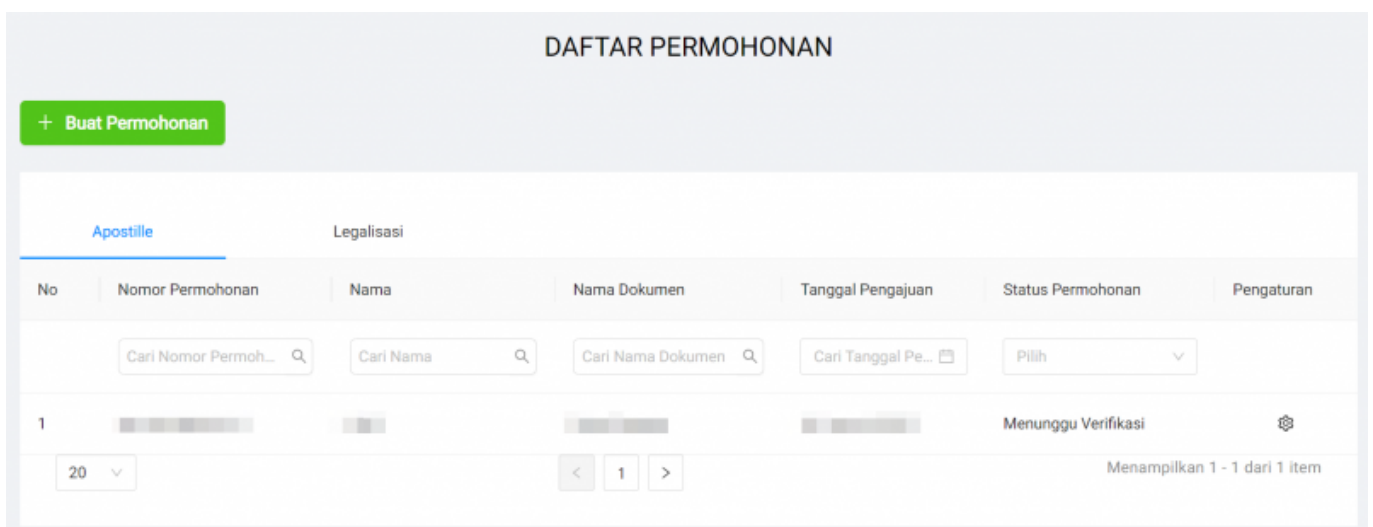 DAFTAR PERMOHONAN
+ Buat Permohonan
Apostille Legalisasi
No Nomor Permohonan Nama Nama Dokumen Tanggal Pengajuan Status Permohonan Pengaturan
Cari Nomor Permoh... Cari Nama Cari Nama Dokumen Cari Tanggal Pe... Pilih
1 Menunggu Verifikasi
20 < 1 > Menampilkan 1 - 1 dari 1 item